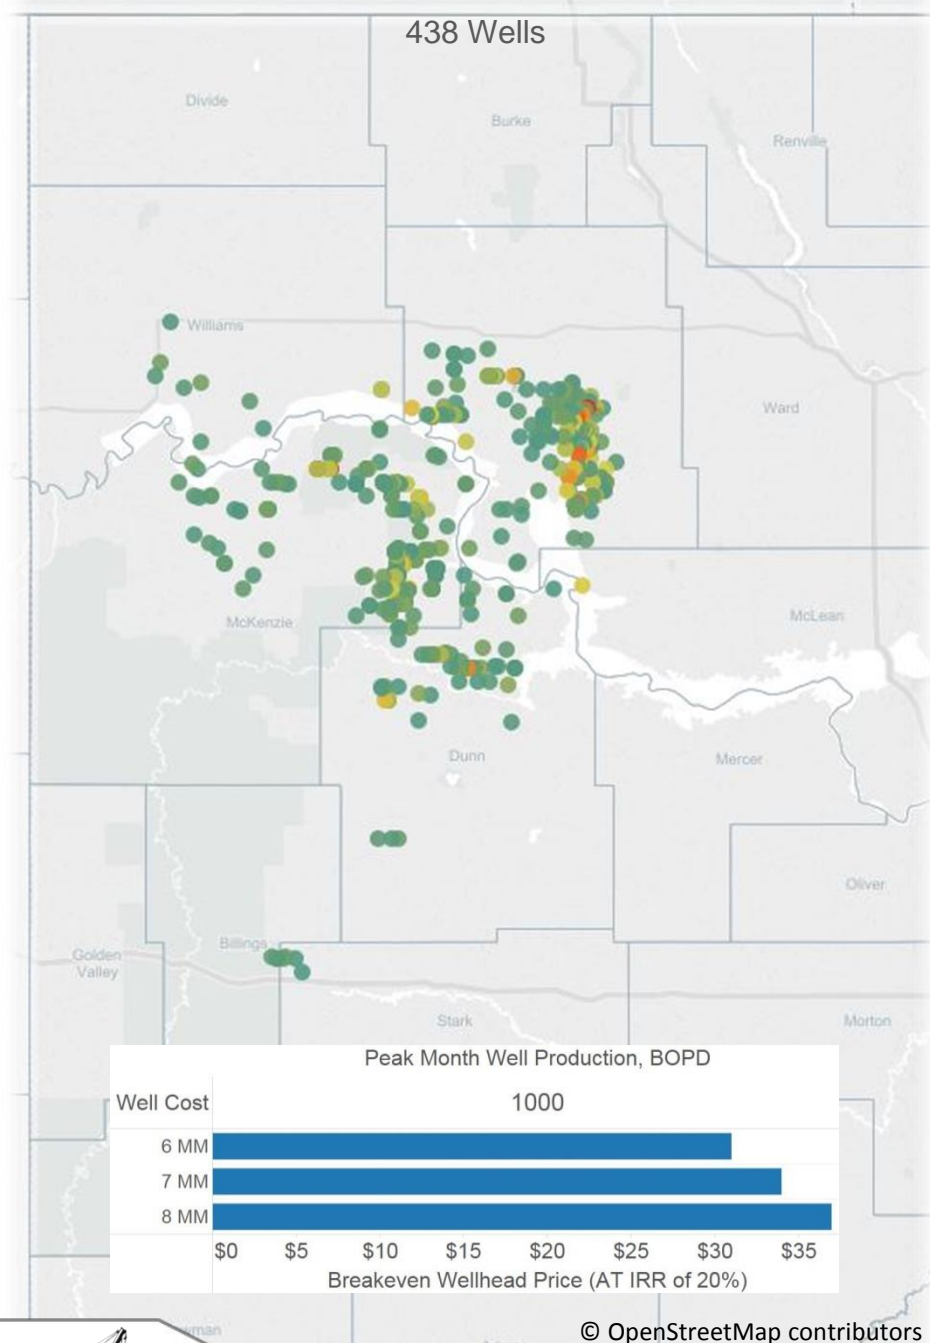 438 Wells
Divide
Burke
Renville
Williams
Ward
McKenzie
McLean
Dunn
Mercer
Oliver
Billings
Golden
Valley
Stark
Morton
Peak Month Well Production, BOPD
Well Cost 1000
6 MM
7 MM
8 MM
$0 $5 $10 $15 $20 $25 $30 $35
Breakeven Wellhead Price (AT IRR of 20%)
© OpenStreetMap contributors